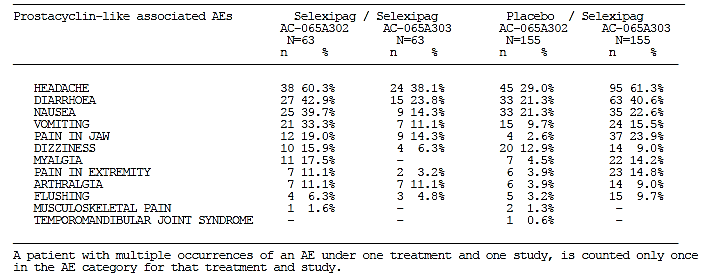 Prostacyclin-like associated AEs Selexipag / Selexipag Placebo / Selexipag
AC-065A302 AC-065A303 AC-065A302 AC-065A303
N=63 N=63 N=155 N=155
n % n % n % n %
HEADACHE 38 60.3% 24 38.1% 45 29.0% 95 61.3%
DIARRHOEA 27 42.9% 15 23.8% 33 21.3% 63 40.6%
NAUSEA 25 39.7% 9 14.3% 33 21.3% 35 22.6%
VOMITING 21 33.3% 7 11.1% 15 9.7% 24 15.5%
PAIN IN JAW 12 19.0% 9 14.3% 4 2.6% 37 23.9%
DIZZINESS 10 15.9% 4 6.3% 20 12.9% 14 9.0%
MYALGIA 11 17.5% – 7 4.5% 22 14.2%
PAIN IN EXTREMITY 7 11.1% 2 3.2% 6 3.9% 23 14.8%
ARTHRALGIA 7 11.1% 7 11.1% 6 3.9% 14 9.0%
FLUSHING 4 6.3% 3 4.8% 5 3.2% 15 9.7%
MUSCULOSKELETAL PAIN 1 1.6% – 2 1.3% –
TEMPOROMANDIBULAR JOINT SYNDROME – – 1 0.6% –
A patient with multiple occurrences of an AE under one treatment and one study, is counted only once
in the AE category for that treatment and study.